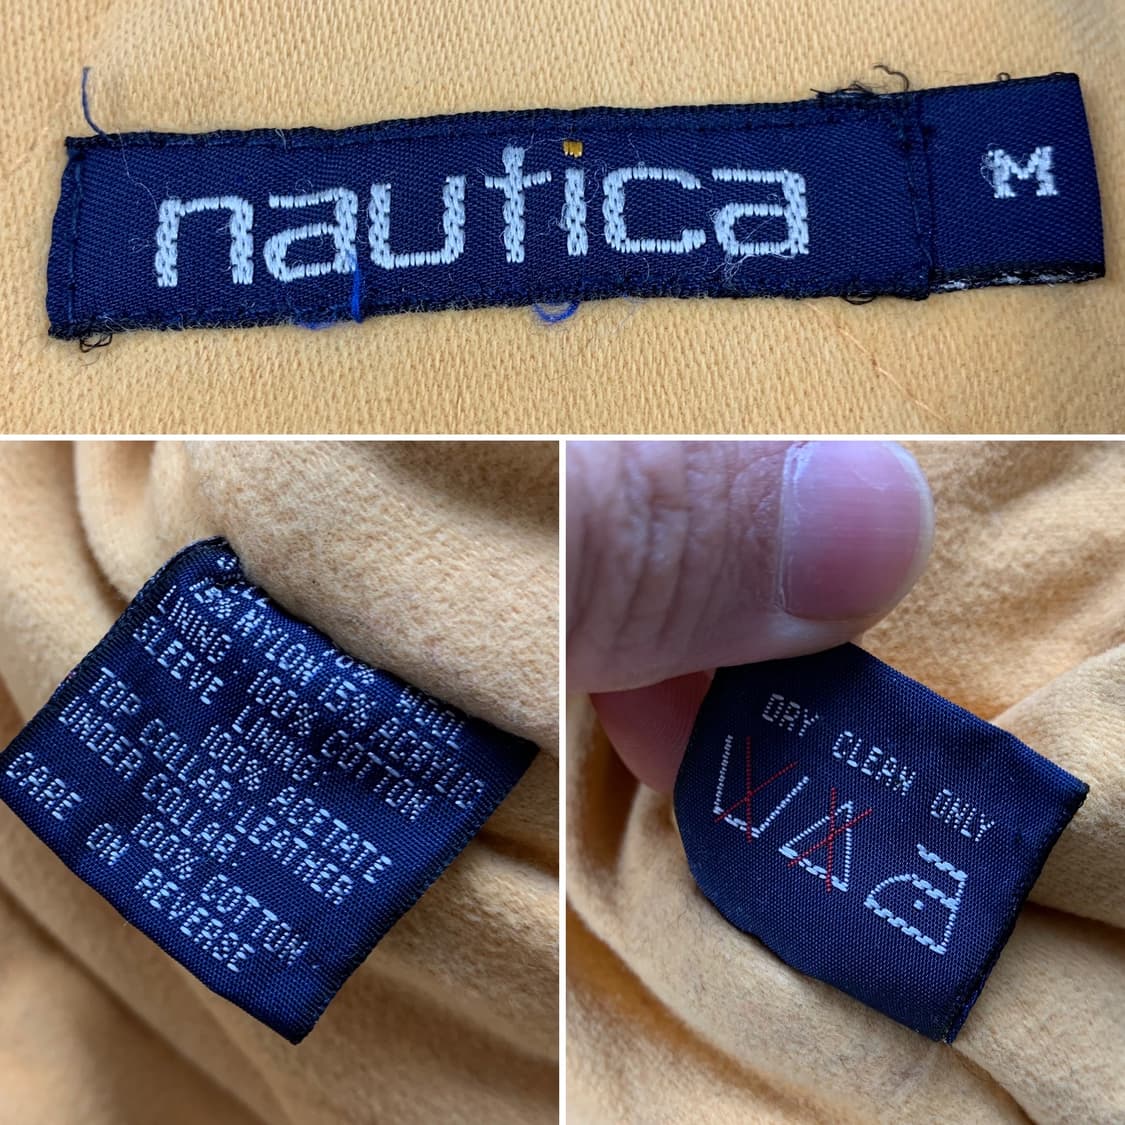 nautica
M
NYLON 15%
LINING: 100% COTTON
SLEEVE LINING:
100% ACETATE
TOP COLLAR: LEATHER
UNDER COLLAR:
100% COTTON
CARE ON REVERSE
DRY CLEAN ONLY